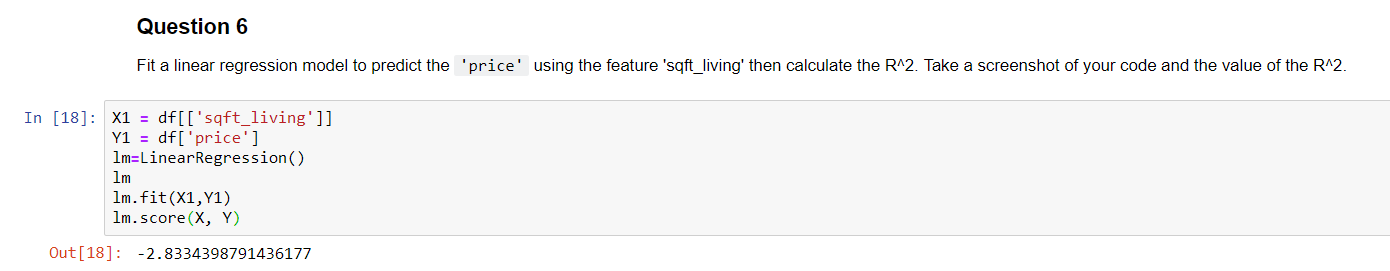 Question 6
Fit a linear regression model to predict the 'price' using the feature 'sqft_living' then calculate the R^2. Take a screenshot of your code and the value of the R^2.
In [18]: X1 = df[['sqft_living']]
Y1 = df['price']
lm=LinearRegression()
lm
lm.fit(X1,Y1)
lm.score(X, Y)
Out[18]: -2.8334398791436177